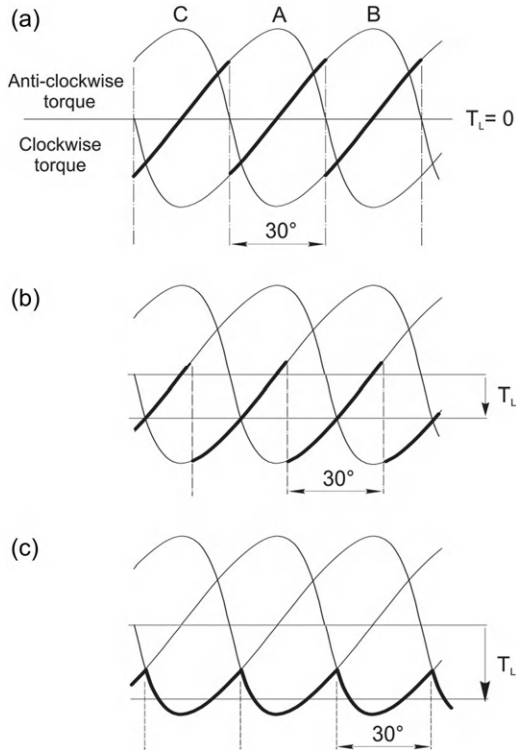 (a)
C A B
Anti-clockwise
torque
Clockwise
torque
T_L = 0
30°
(b)
T_L
30°
(c)
T_L
30°